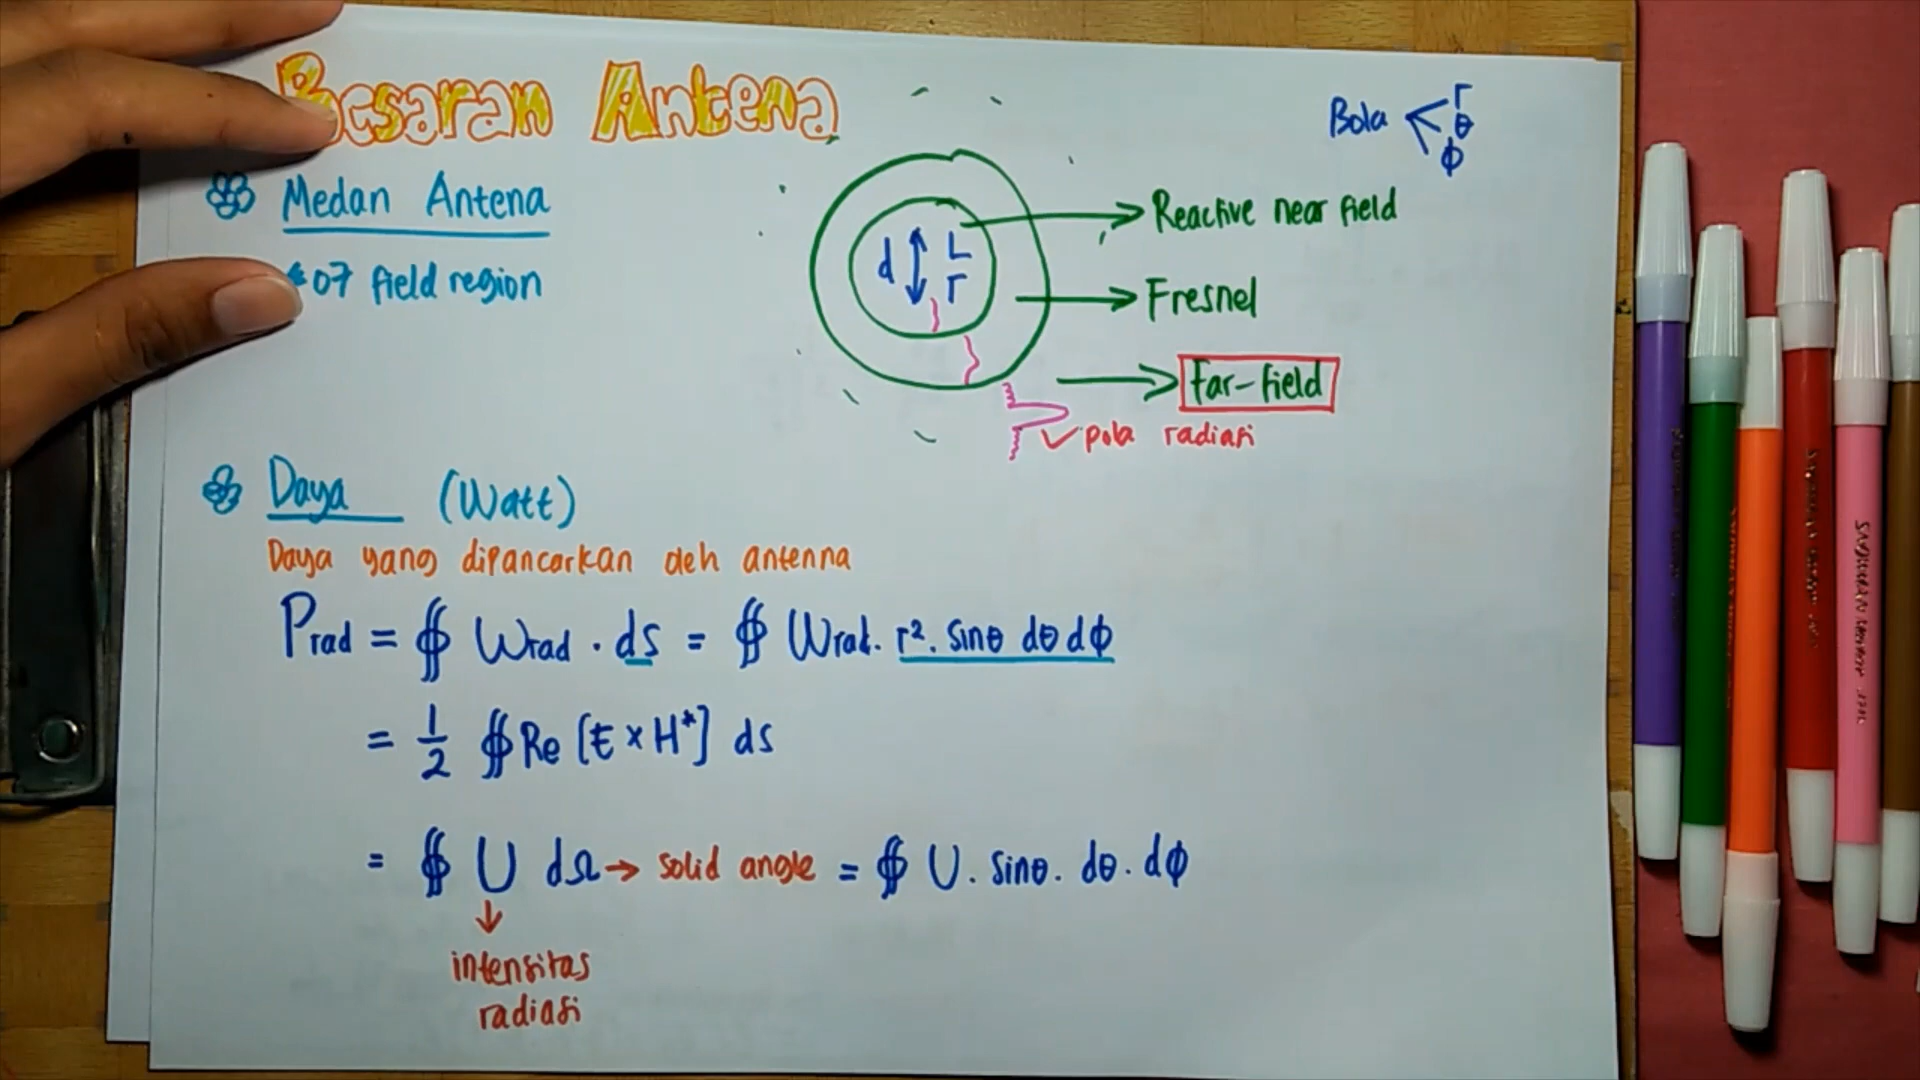 Besaran Antena
Bola r
θ
ϕ
Medan Antena
07 field region
d L
r
Reactive near field
Fresnel
Far-field
pola radiasi
Daya (Watt)
Daya yang dipancarkan oleh antenna
Prad = ∯ Wrad . ds = ∯ Wrad. r². sinθ dθ dϕ
= 1/2 ∯ Re [E × H*] ds
= ∯ U dΩ → solid angle = ∯ U. sinθ. dθ. dϕ
intensitas
radiasi